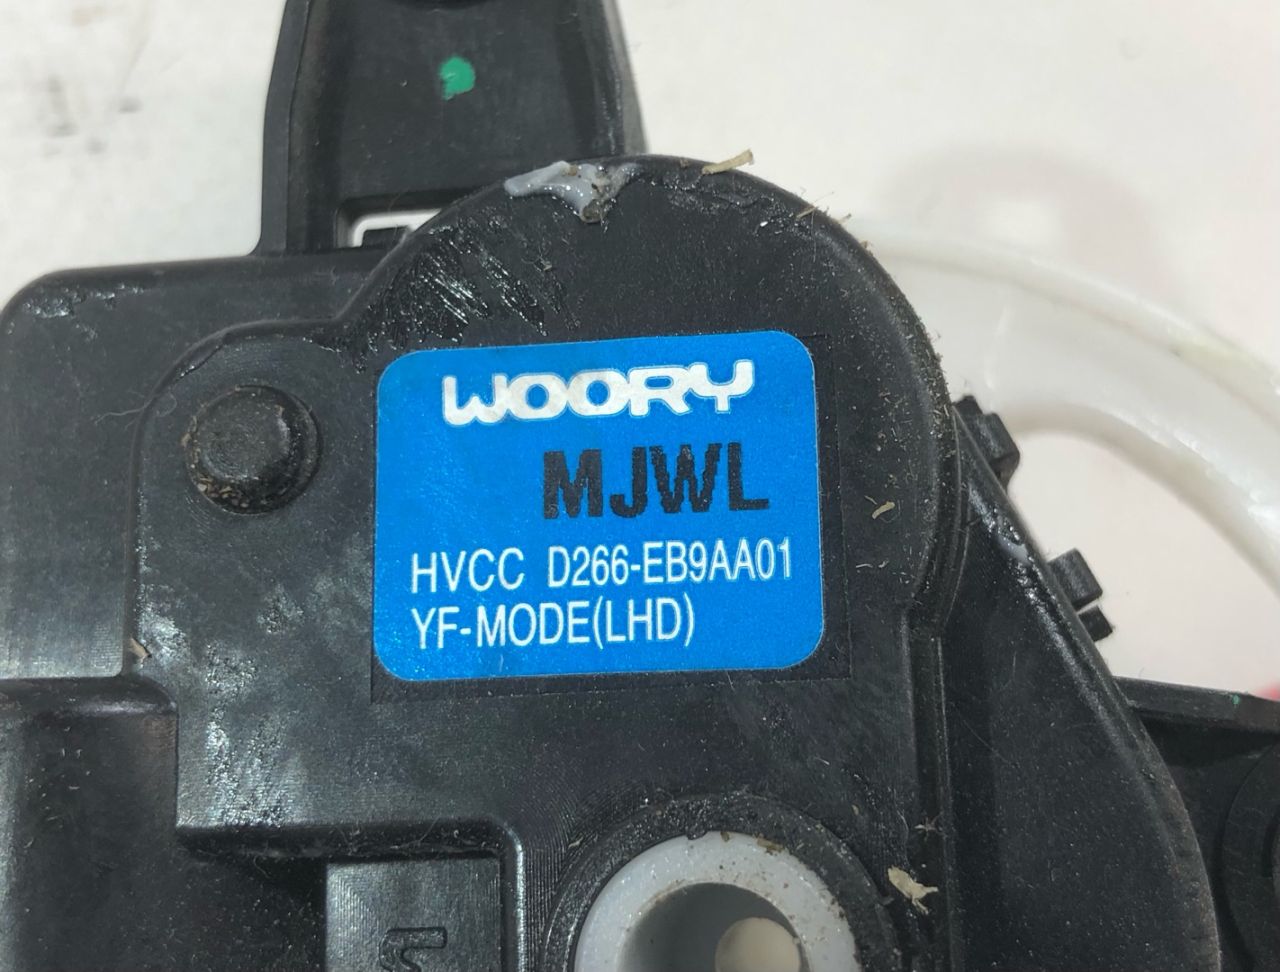 WOORY
MJWL
HVCC D266-EB9AA01
YF-MODE(LHD)